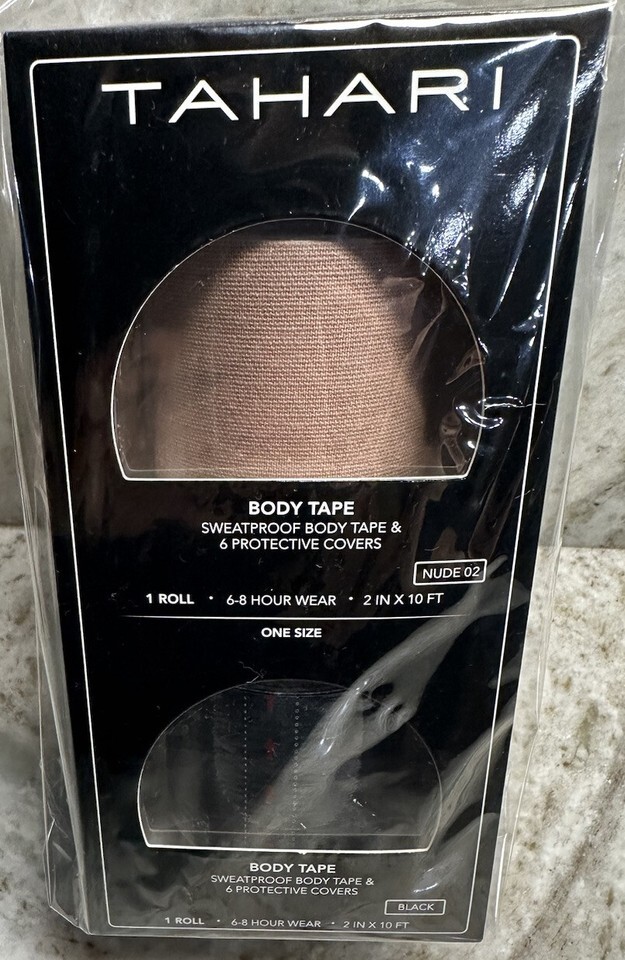 TAHARI
BODY TAPE
SWEATPROOF BODY TAPE &
6 PROTECTIVE COVERS
NUDE 02
1 ROLL • 6-8 HOUR WEAR • 2 IN X 10 FT
ONE SIZE
BODY TAPE
SWEATPROOF BODY TAPE &
6 PROTECTIVE COVERS
BLACK
1 ROLL • 6-8 HOUR WEAR • 2 IN X 10 FT